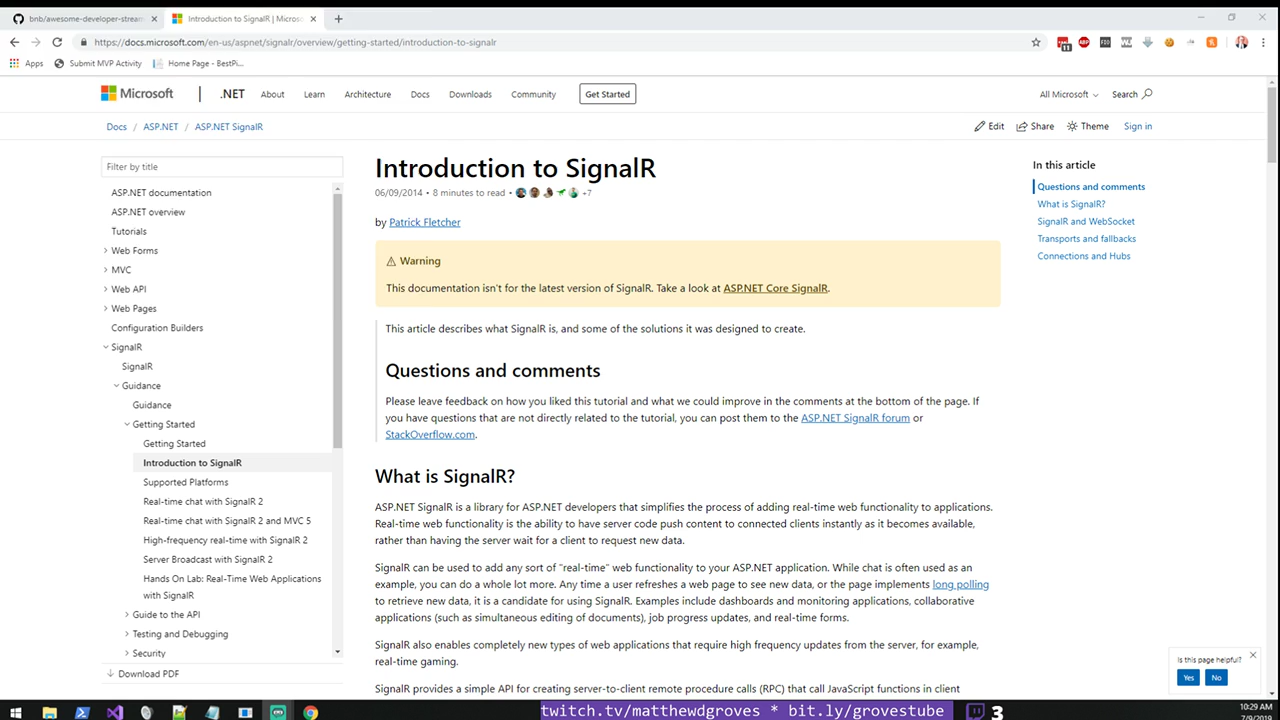 bnb/awesome-developer-stream
Introduction to SignalR | Micros
https://docs.microsoft.com/en-us/aspnet/signalr/overview/getting-started/introduction-to-signalr
11
ABP
Apps
Submit MVP Activity
Home Page - BestPi...
Microsoft
.NET
About
Learn
Architecture
Docs
Downloads
Community
Get Started
All Microsoft
Search
Docs / ASP.NET / ASP.NET SignalR
Edit
Share
Theme
Sign in
Filter by title
ASP.NET documentation
ASP.NET overview
Tutorials
Web Forms
MVC
Web API
Web Pages
Configuration Builders
SignalR
SignalR
Guidance
Guidance
Getting Started
Getting Started
Introduction to SignalR
Supported Platforms
Real-time chat with SignalR 2
Real-time chat with SignalR 2 and MVC 5
High-frequency real-time with SignalR 2
Server Broadcast with SignalR 2
Hands On Lab: Real-Time Web Applications
with SignalR
Guide to the API
Testing and Debugging
Security
Download PDF
Introduction to SignalR
06/09/2014 • 8 minutes to read • +7
by Patrick Fletcher
Warning
This documentation isn't for the latest version of SignalR. Take a look at ASP.NET Core SignalR.
This article describes what SignalR is, and some of the solutions it was designed to create.
Questions and comments
Please leave feedback on how you liked this tutorial and what we could improve in the comments at the bottom of the page. If
you have questions that are not directly related to the tutorial, you can post them to the ASP.NET SignalR forum or
StackOverflow.com.
What is SignalR?
ASP.NET SignalR is a library for ASP.NET developers that simplifies the process of adding real-time web functionality to applications.
Real-time web functionality is the ability to have server code push content to connected clients instantly as it becomes available,
rather than having the server wait for a client to request new data.
SignalR can be used to add any sort of "real-time" web functionality to your ASP.NET application. While chat is often used as an
example, you can do a whole lot more. Any time a user refreshes a web page to see new data, or the page implements long polling
to retrieve new data, it is a candidate for using SignalR. Examples include dashboards and monitoring applications, collaborative
applications (such as simultaneous editing of documents), job progress updates, and real-time forms.
SignalR also enables completely new types of web applications that require high frequency updates from the server, for example,
real-time gaming.
SignalR provides a simple API for creating server-to-client remote procedure calls (RPC) that call JavaScript functions in client
In this article
Questions and comments
What is SignalR?
SignalR and WebSocket
Transports and fallbacks
Connections and Hubs
Is this page helpful?
Yes
No
twitch.tv/matthewdgroves * bit.ly/grovestube
3
10:29 AM
7/9/2019